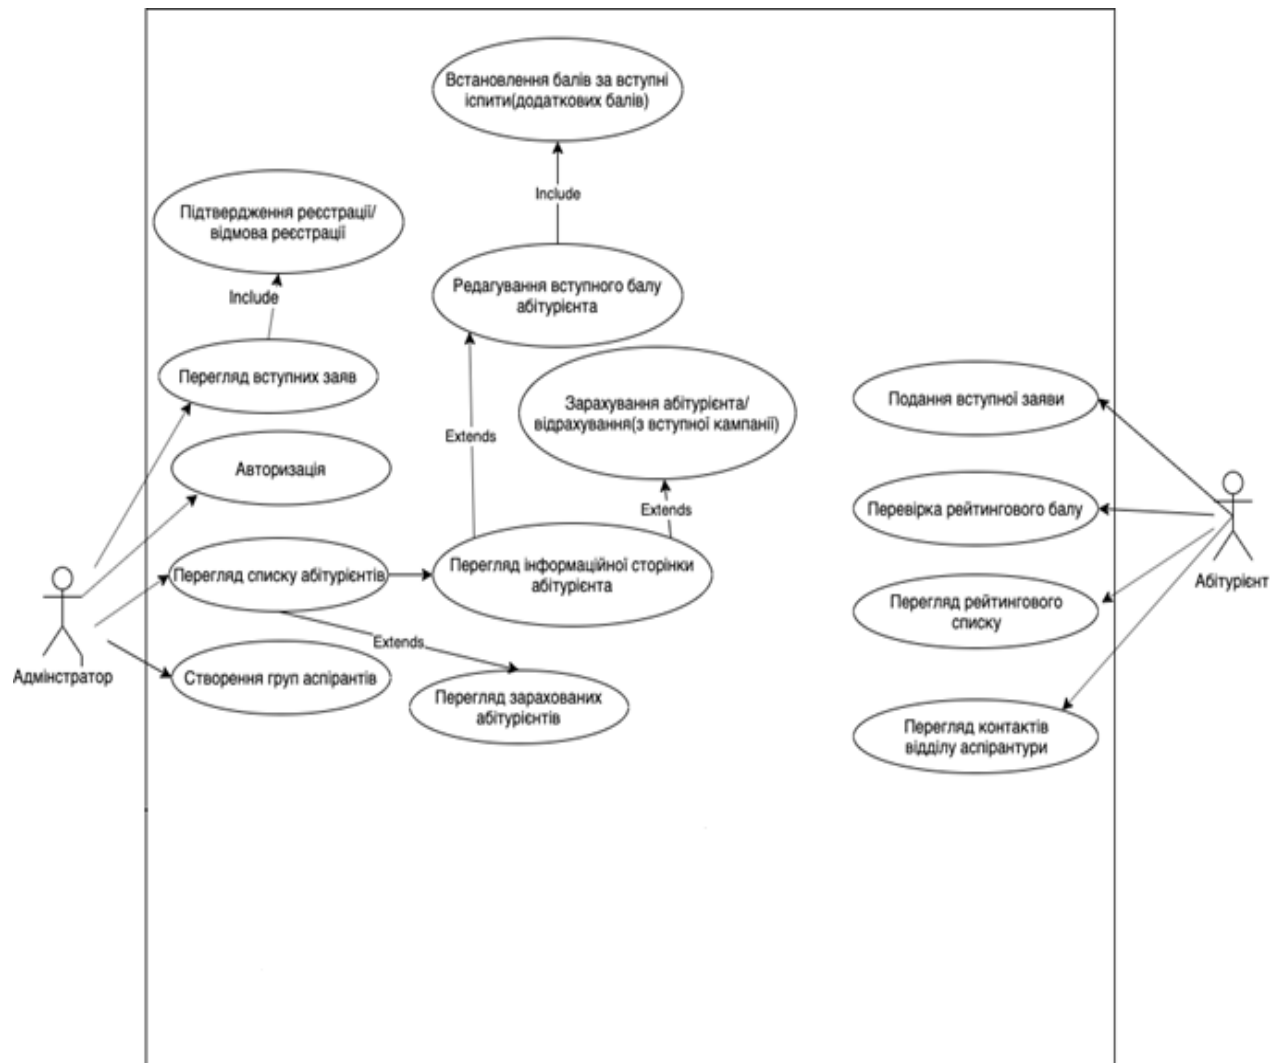 Встановлення балів за вступні
іспити(додаткових балів)
Include
Підтвердження реєстрації/
відмова реєстрації
Include
Редагування вступного балу
абітурієнта
Перегляд вступних заяв
Зарахування абітурієнта/
відрахування(з вступної кампанії)
Extends
Подання вступної заяви
Авторизація
Extends
Перевірка рейтингового балу
Перегляд списку абітурієнтів
Перегляд інформаційної сторінки
абітурієнта
Абітурієнт
Перегляд рейтингового
списку
Extends
Адмінстратор
Створення груп аспірантів
Перегляд зарахованих
абітурієнтів
Перегляд контактів
відділу аспірантури